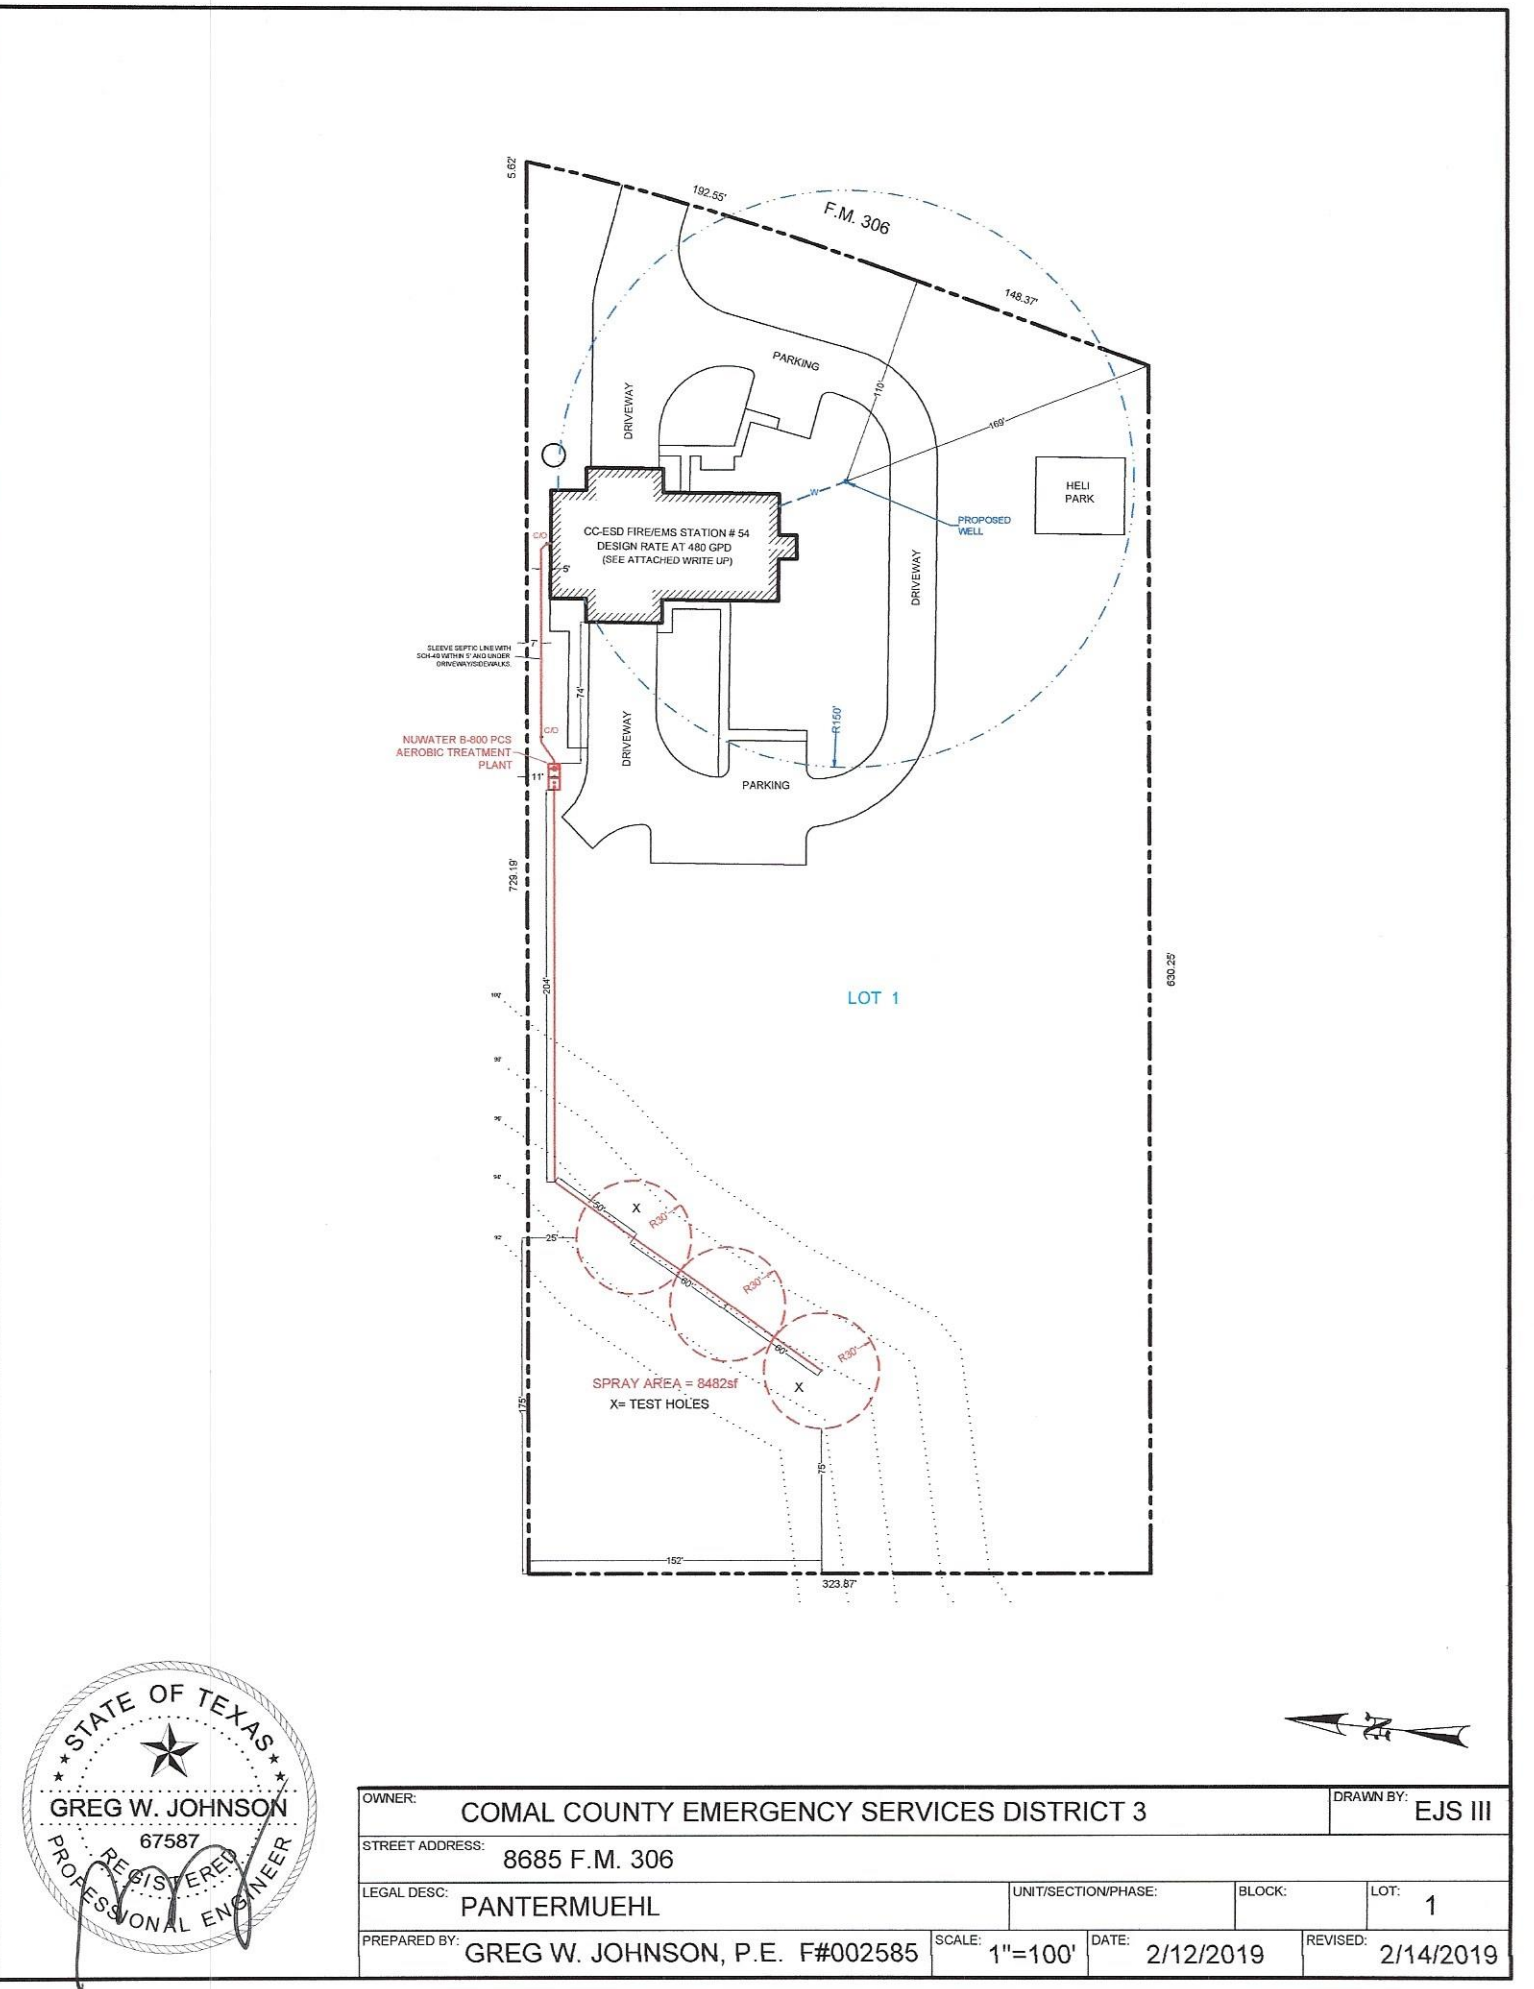 5.62'
192.55'
F.M. 306
148.37'
PARKING
110'
DRIVEWAY
169'
HELI
PARK
W
PROPOSED
WELL
C/O
CC-ESD FIRE/EMS STATION # 54
DESIGN RATE AT 480 GPD
(SEE ATTACHED WRITE UP)
5'
DRIVEWAY
7'
SLEEVE SEPTIC LINE WITH
SCH-40 WITHIN 5' AND UNDER
DRIVEWAY/SIDEWALKS.
74'
C/O
DRIVEWAY
R150'
NUWATER B-800 PCS
AEROBIC TREATMENT
PLANT
11'
PARKING
729.19'
204'
630.25'
LOT 1
100'
98'
96'
94'
92'
50'
X
R30'
25'
60'
R30'
60'
R30'
SPRAY AREA = 8482sf
X
X= TEST HOLES
175'
75'
152'
323.87'
N
STATE OF TEXAS
GREG W. JOHNSON
67587
REGISTERED
PROFESSIONAL ENGINEER
OWNER: COMAL COUNTY EMERGENCY SERVICES DISTRICT 3 DRAWN BY: EJS III
STREET ADDRESS: 8685 F.M. 306
LEGAL DESC: PANTERMUEHL UNIT/SECTION/PHASE: BLOCK: LOT: 1
PREPARED BY: GREG W. JOHNSON, P.E. F#002585 SCALE: 1"=100' DATE: 2/12/2019 REVISED: 2/14/2019